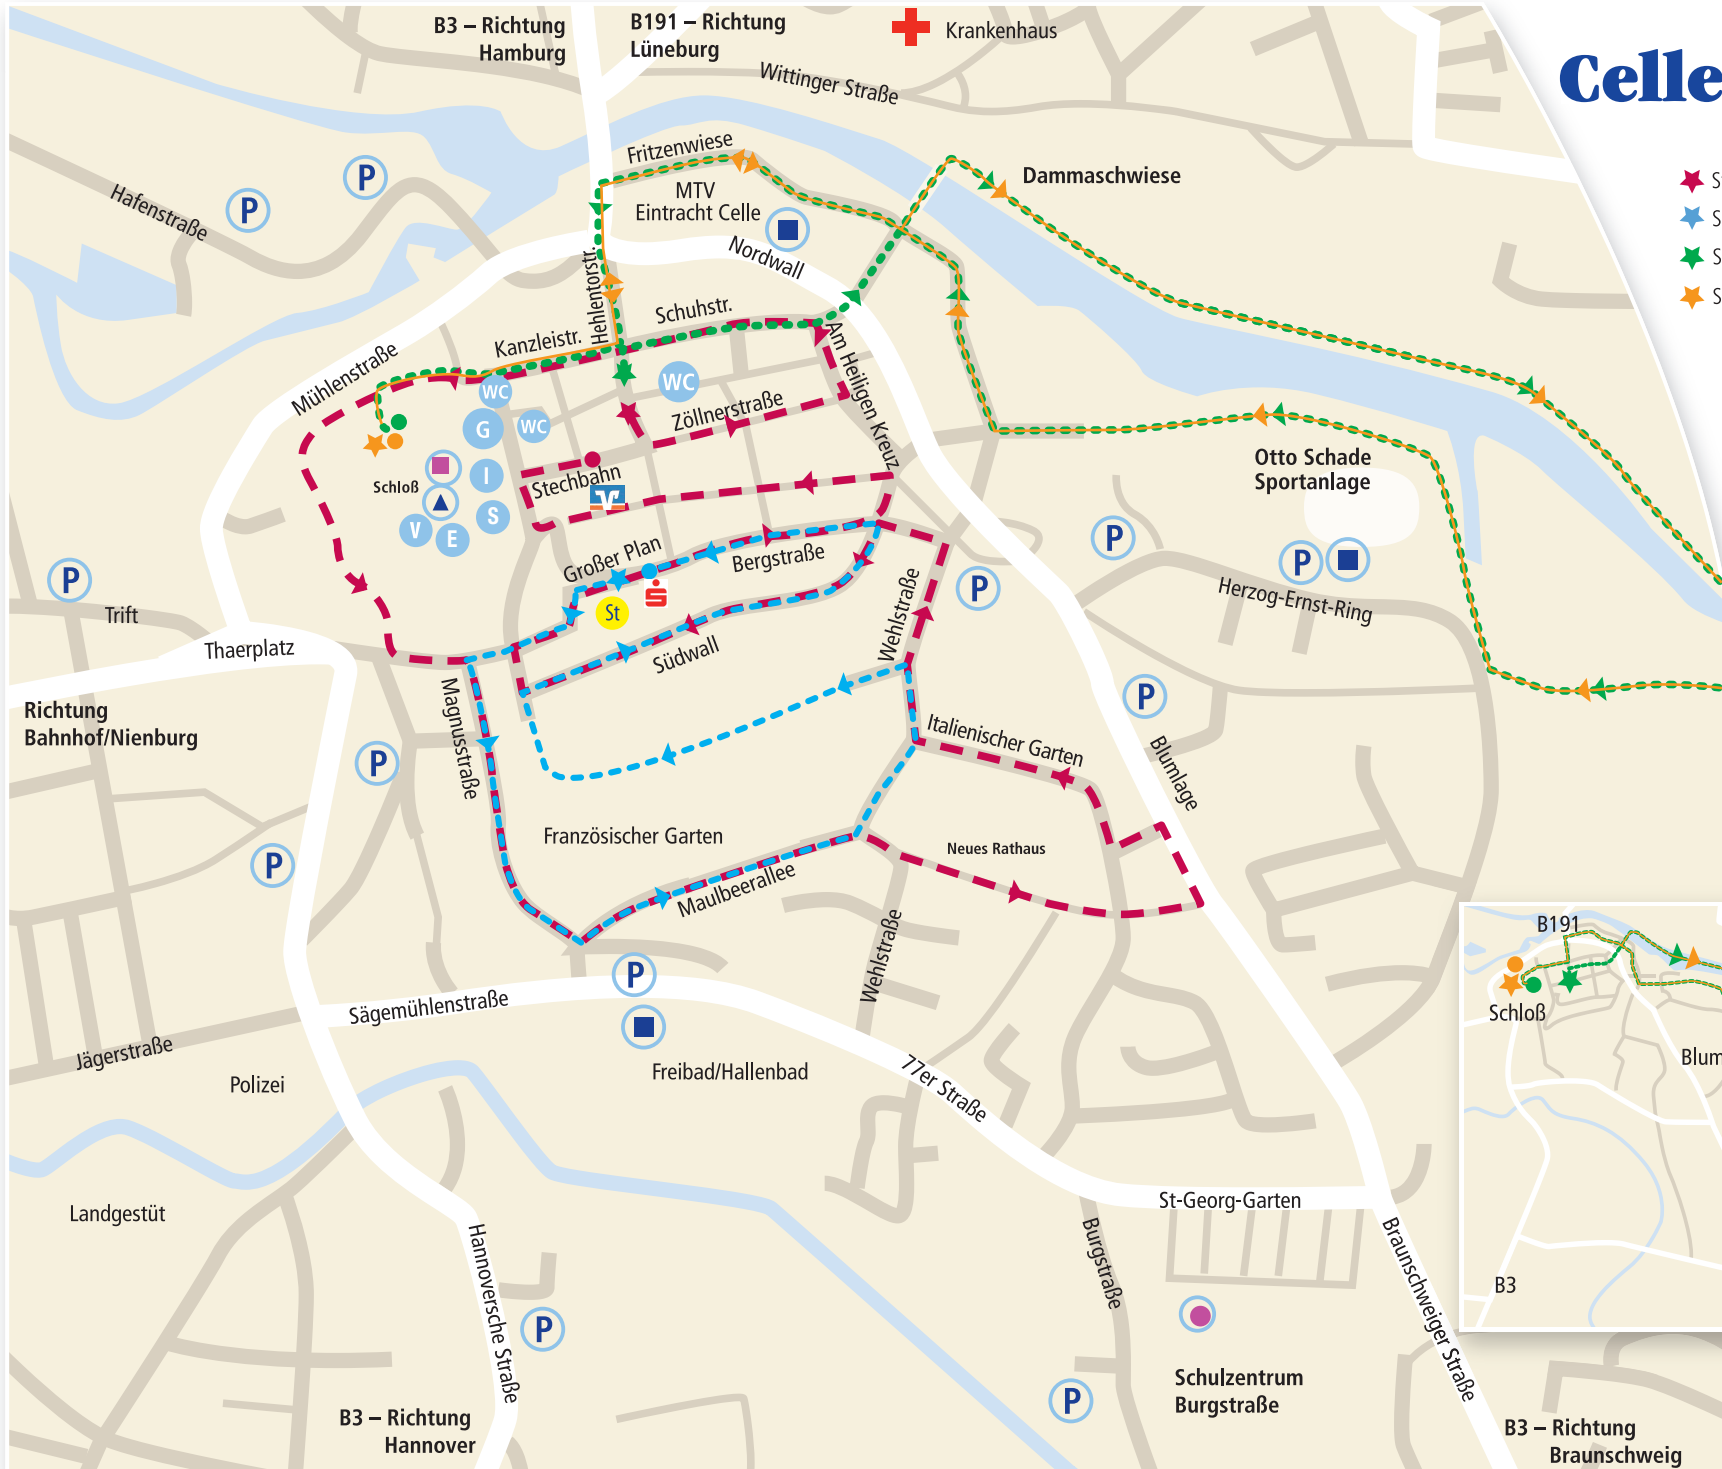 B3 – Richtung
Hamburg
B191 – Richtung
Lüneburg
Krankenhaus
Celle
Wittinger Straße
Fritzenwiese
MTV
Eintracht Celle
Dammaschwiese
P
P
Hafenstraße
Nordwall
Hehlentorstr.
Schuhstr.
Kanzleistr.
Mühlenstraße
Am Heiligen Kreuz
WC
WC
WC
G
Zöllnerstraße
Otto Schade
Sportanlage
I
Schloß
Stechbahn
S
V
E
P
Großer Plan
Bergstraße
P
P
P
St
Herzog-Ernst-Ring
Trift
Wehlstraße
Südwall
Thaerplatz
P
Richtung
Bahnhof/Nienburg
Magnusstraße
Italienischer Garten
P
Blumlage
Französischer Garten
Neues Rathaus
P
Maulbeerallee
Wehlstraße
P
Sägemühlenstraße
Jägerstraße
Polizei
Freibad/Hallenbad
77er Straße
Landgestüt
St-Georg-Garten
Burgstraße
Braunschweiger Straße
Hannoversche Straße
P
Schulzentrum
Burgstraße
P
B3 – Richtung
Hannover
B3 – Richtung
Braunschweig
B191
Schloß
Blum
B3
S
S
S
S